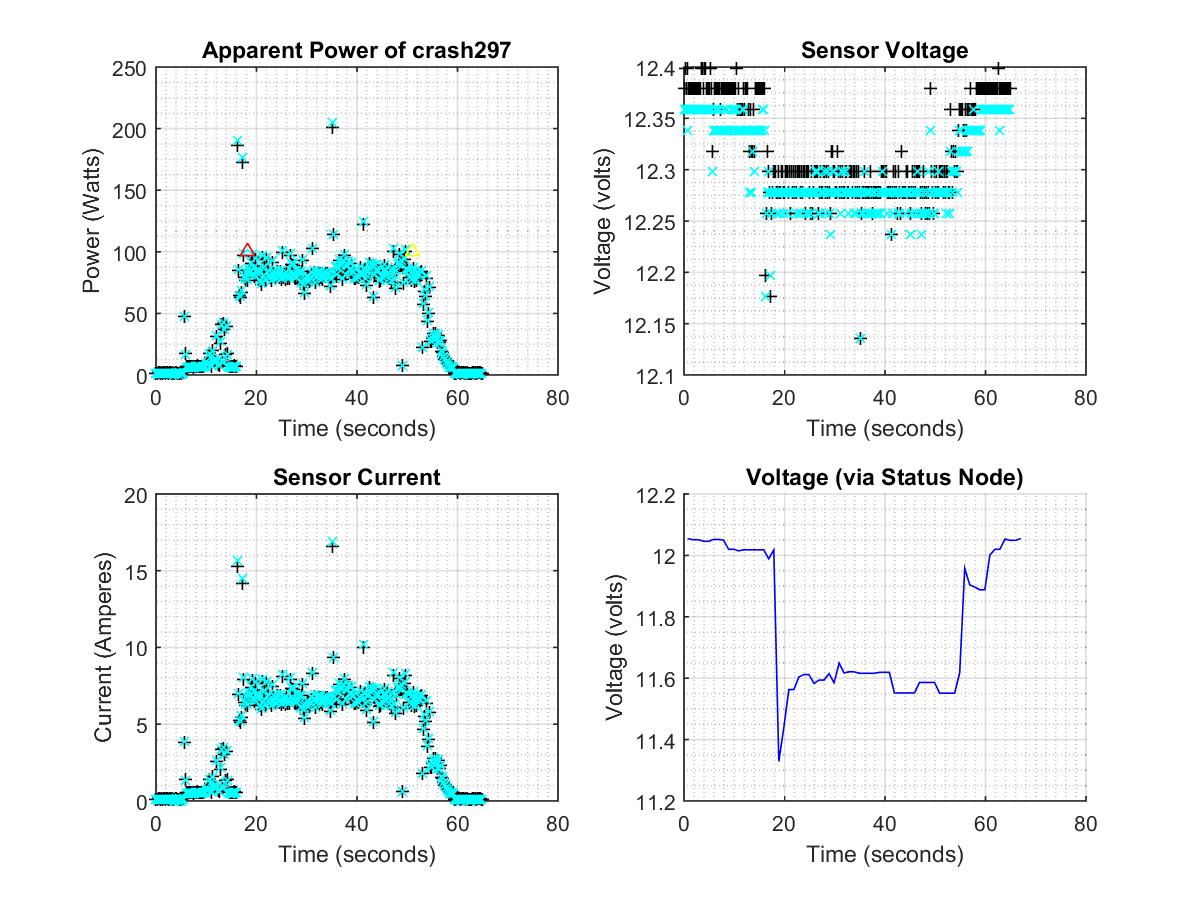 Apparent Power of crash297
250
200
150
100
50
0
Power (Watts)
0 20 40 60 80
Time (seconds)
Sensor Voltage
12.4
12.35
12.3
12.25
12.2
12.15
12.1
Voltage (volts)
0 20 40 60 80
Time (seconds)
Sensor Current
20
15
10
5
0
Current (Amperes)
0 20 40 60 80
Time (seconds)
Voltage (via Status Node)
12.2
12
11.8
11.6
11.4
11.2
Voltage (volts)
0 20 40 60 80
Time (seconds)